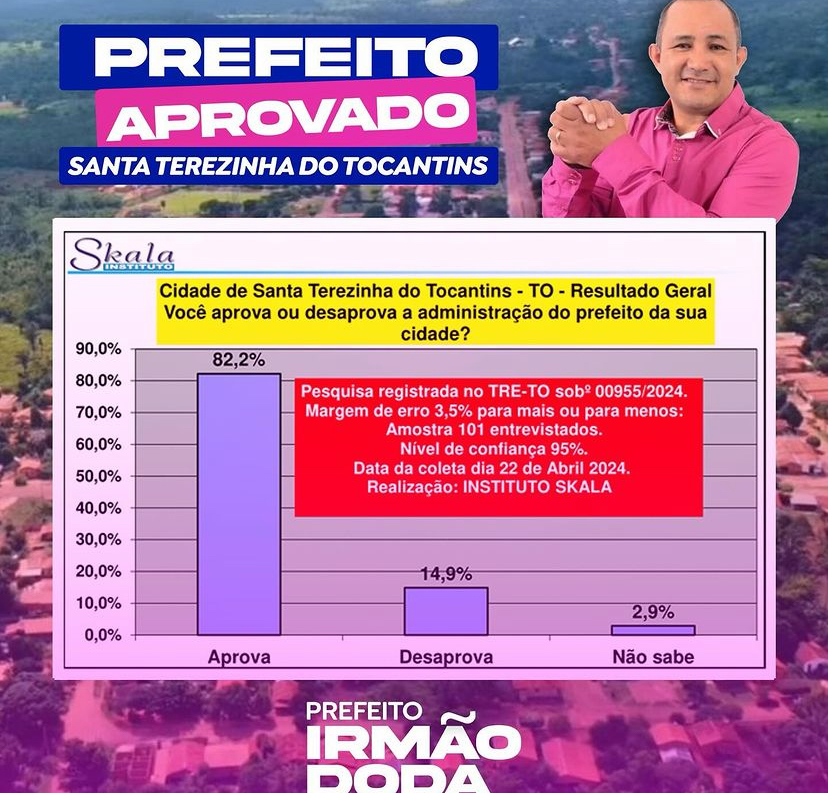 PREFEITO
APROVADO
SANTA TEREZINHA DO TOCANTINS
Skala
INSTITUTO
Cidade de Santa Terezinha do Tocantins - TO - Resultado Geral
Você aprova ou desaprova a administração do prefeito da sua
cidade?
90,0%
80,0%
70,0%
60,0%
50,0%
40,0%
30,0%
20,0%
10,0%
0,0%
82,2%
14,9%
2,9%
Pesquisa registrada no TRE-TO sobº 00955/2024.
Margem de erro 3,5% para mais ou para menos:
Amostra 101 entrevistados.
Nível de confiança 95%.
Data da coleta dia 22 de Abril 2024.
Realização: INSTITUTO SKALA
Aprova
Desaprova
Não sabe
PREFEITO
IRMÃO
DODA